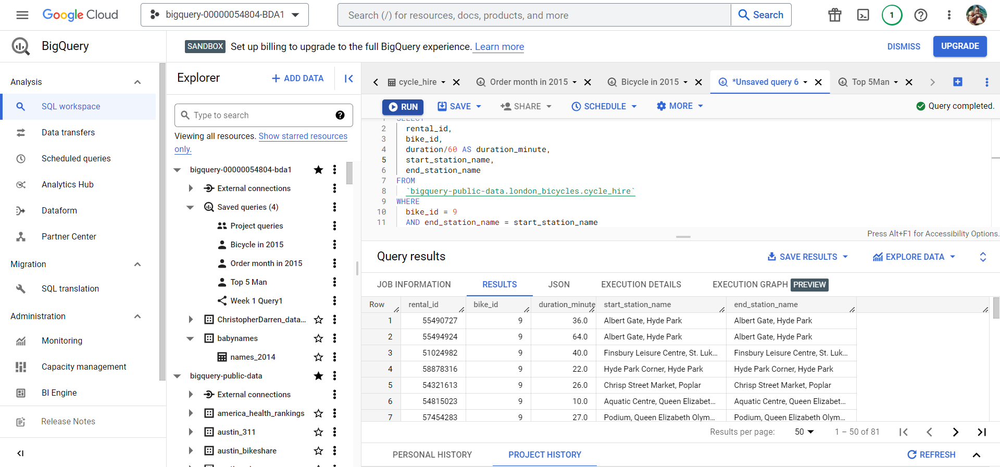 Google Cloud
bigquery-00000054804-BDA1
Search (/) for resources, docs, products, and more
Search
1
BigQuery
SANDBOX Set up billing to upgrade to the full BigQuery experience. Learn more
DISMISS
UPGRADE
Analysis
SQL workspace
Data transfers
Scheduled queries
Analytics Hub
Dataform
Partner Center
Migration
SQL translation
Administration
Monitoring
Capacity management
BI Engine
Release Notes
Explorer
+ ADD DATA
Type to search
Viewing all resources. Show starred resources
only.
bigquery-00000054804-bda1
External connections
Saved queries (4)
Project queries
Bicycle in 2015
Order month in 2015
Top 5 Man
Week 1 Query1
ChristopherDarren_data...
babynames
names_2014
bigquery-public-data
External connections
america_health_rankings
austin_311
austin_bikeshare
cycle_hire
Order month in 2015
Bicycle in 2015
*Unsaved query 6
Top 5Man
RUN
SAVE
SHARE
SCHEDULE
MORE
Query completed.
1 SELECT
2 rental_id,
3 bike_id,
4 duration/60 AS duration_minute,
5 start_station_name,
6 end_station_name
7 FROM
8 `bigquery-public-data.london_bicycles.cycle_hire`
9 WHERE
10 bike_id = 9
11 AND end_station_name = start_station_name
Press Alt+F1 for Accessibility Options.
Query results
SAVE RESULTS
EXPLORE DATA
JOB INFORMATION
RESULTS
JSON
EXECUTION DETAILS
EXECUTION GRAPH PREVIEW
Row rental_id bike_id duration_minute start_station_name end_station_name
1 55490727 9 36.0 Albert Gate, Hyde Park Albert Gate, Hyde Park
2 55494924 9 64.0 Albert Gate, Hyde Park Albert Gate, Hyde Park
3 51024982 9 40.0 Finsbury Leisure Centre, St. Luk... Finsbury Leisure Centre, St. Luk...
4 58878316 9 22.0 Hyde Park Corner, Hyde Park Hyde Park Corner, Hyde Park
5 54321613 9 26.0 Chrisp Street Market, Poplar Chrisp Street Market, Poplar
6 54815023 9 10.0 Aquatic Centre, Queen Elizabet... Aquatic Centre, Queen Elizabet...
7 57454283 9 27.0 Podium, Queen Elizabeth Olym... Podium, Queen Elizabeth Olym...
Results per page: 50 1 – 50 of 81
PERSONAL HISTORY
PROJECT HISTORY
REFRESH